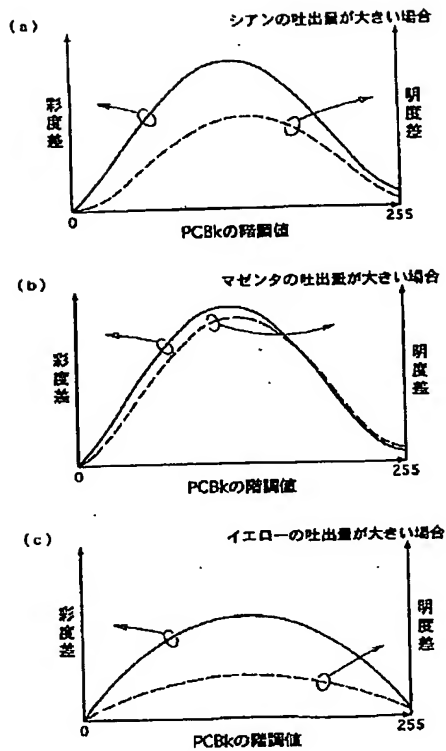 (a)
シアンの吐出量が大きい場合
彩度差
明度差
0
255
PCBkの階調値
(b)
マゼンタの吐出量が大きい場合
彩度差
明度差
0
255
PCBkの階調値
(c)
イエローの吐出量が大きい場合
彩度差
明度差
0
255
PCBkの階調値